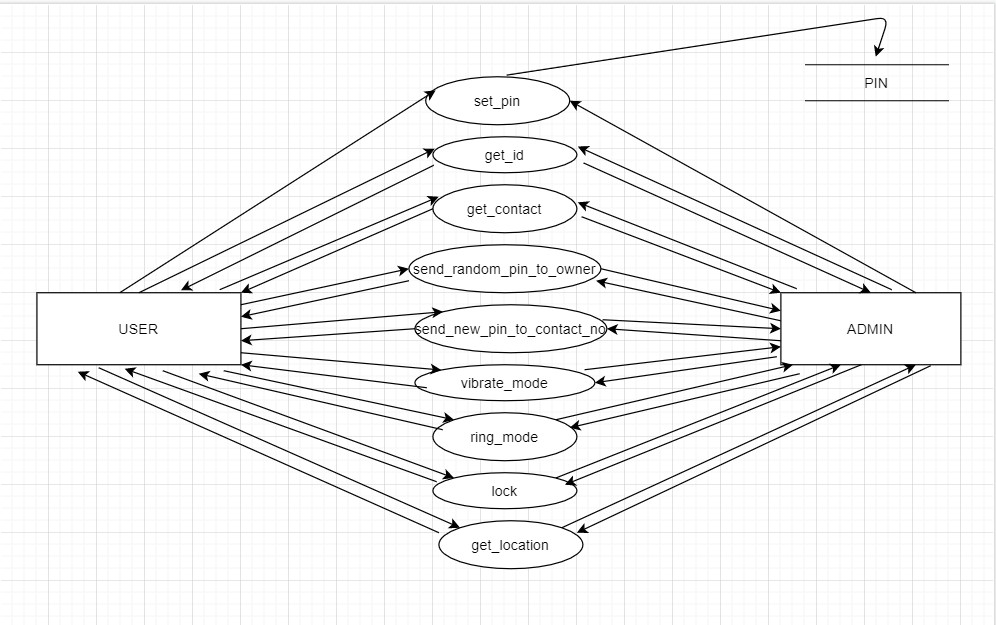 set_pin
PIN
get_id
get_contact
send_random_pin_to_owner
USER
send_new_pin_to_contact_no
ADMIN
vibrate_mode
ring_mode
lock
get_location